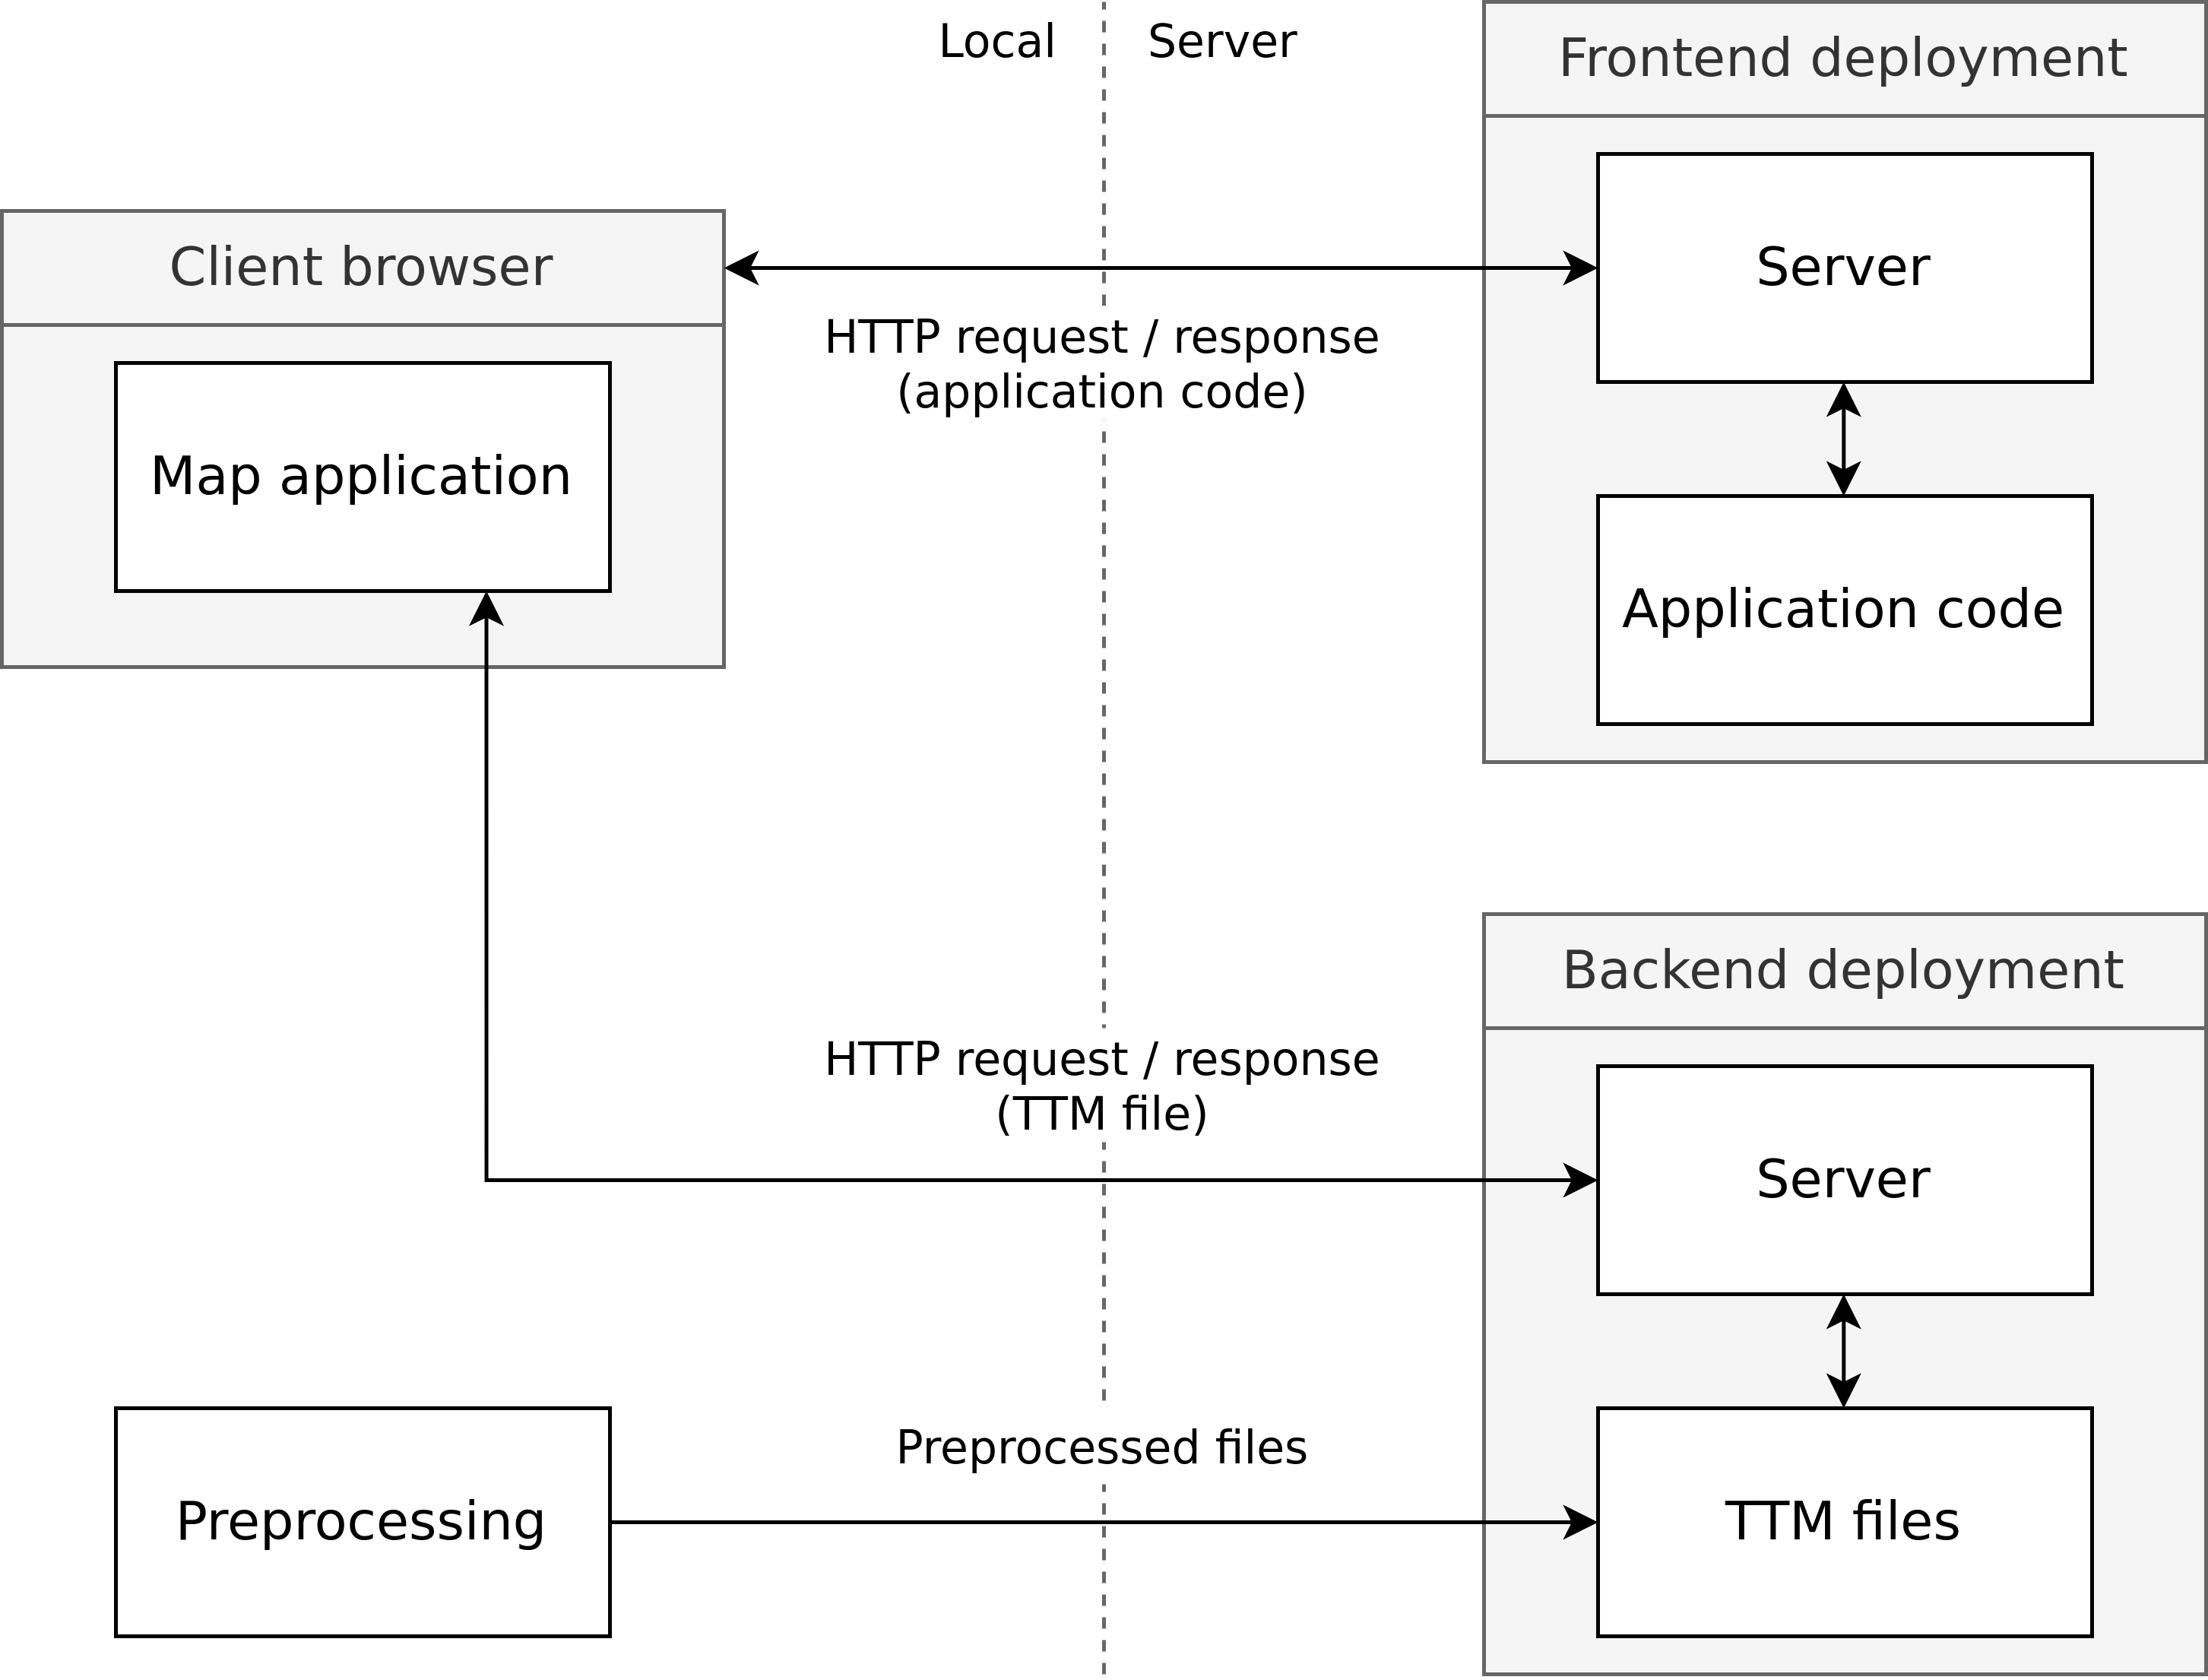 Local
Server
Frontend deployment
Client browser
Server
HTTP request / response
(application code)
Map application
Application code
Backend deployment
HTTP request / response
(TTM file)
Server
Preprocessed files
Preprocessing
TTM files